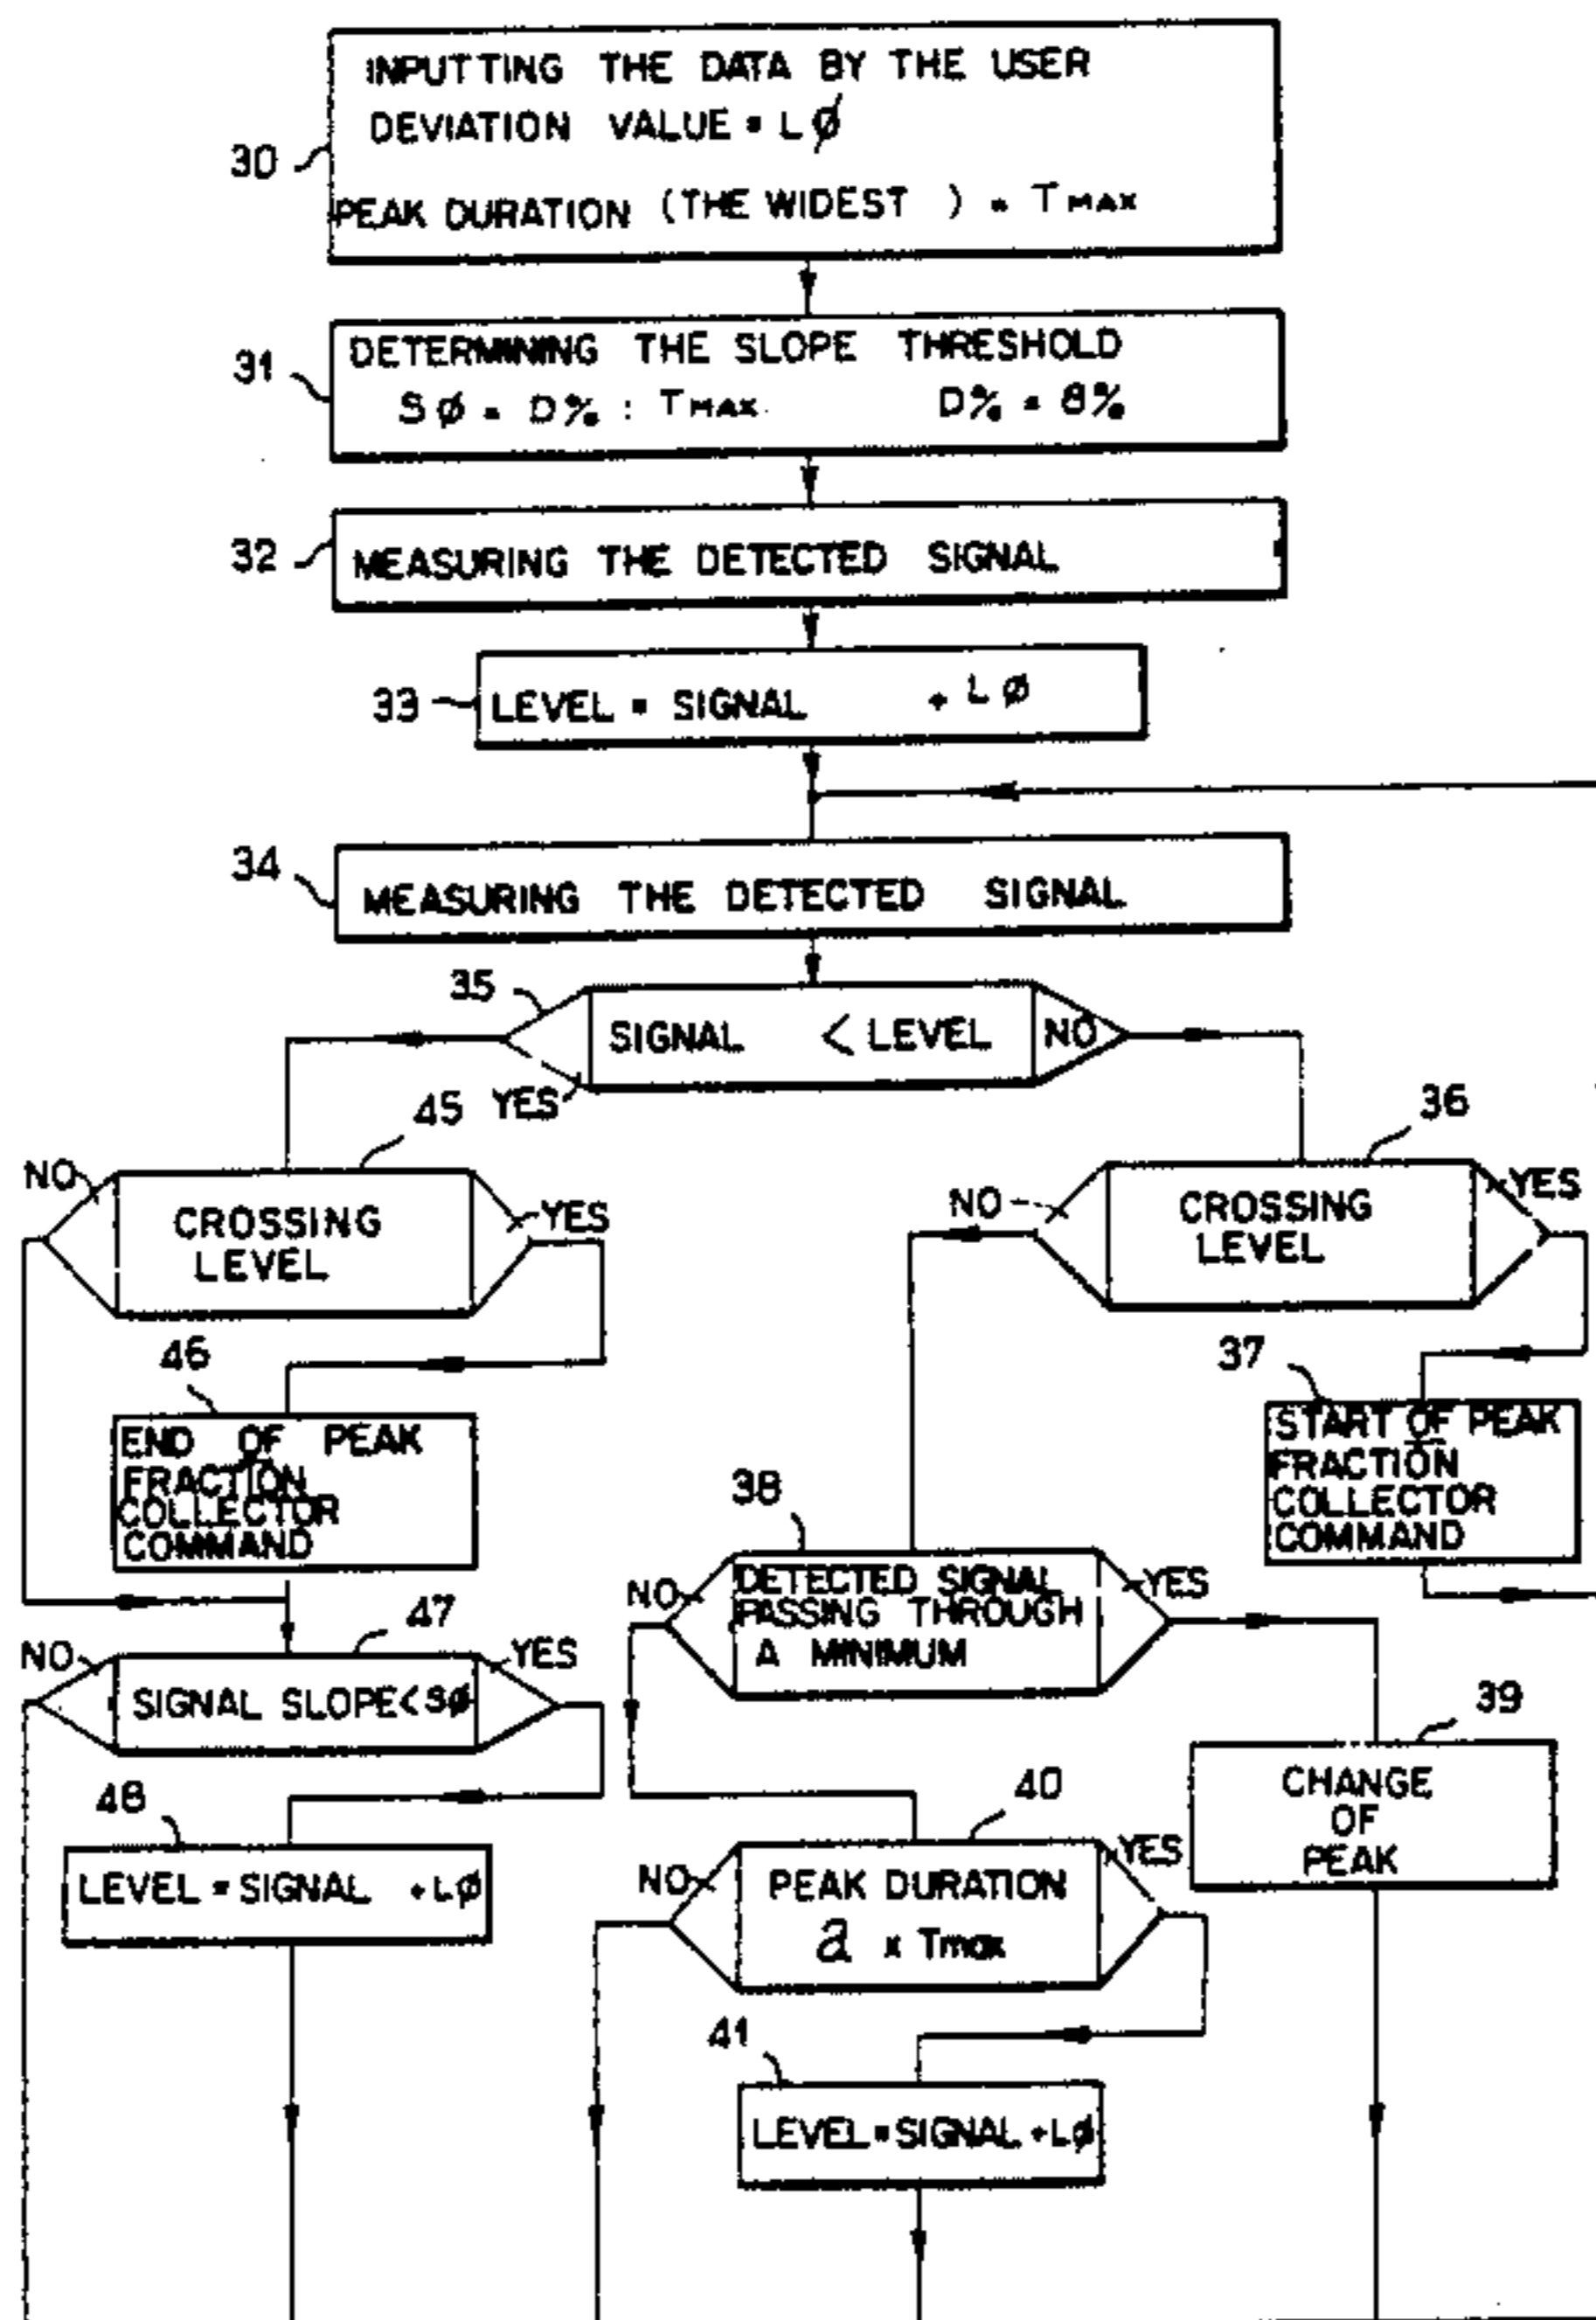 INPUTTING THE DATA BY THE USER
DEVIATION VALUE = LØ
30
PEAK DURATION (THE WIDEST ) = TMAX
31
DETERMINING THE SLOPE THRESHOLD
SØ = D% : TMAX. D% = 8%
32
MEASURING THE DETECTED SIGNAL
33
LEVEL = SIGNAL + LØ
34
MEASURING THE DETECTED SIGNAL
35
SIGNAL < LEVEL NO
YES
45
36
NO
CROSSING
LEVEL
YES
NO
CROSSING
LEVEL
YES
46
END OF PEAK
FRACTION
COLLECTOR
COMMAND
37
START OF PEAK
FRACTION
COLLECTOR
COMMAND
38
NO
DETECTED SIGNAL
PASSING THROUGH
A MINIMUM
YES
47
NO
SIGNAL SLOPE < SØ
YES
39
CHANGE
OF
PEAK
48
LEVEL = SIGNAL + LØ
40
NO
PEAK DURATION
a x Tmax
YES
41
LEVEL = SIGNAL + LØ